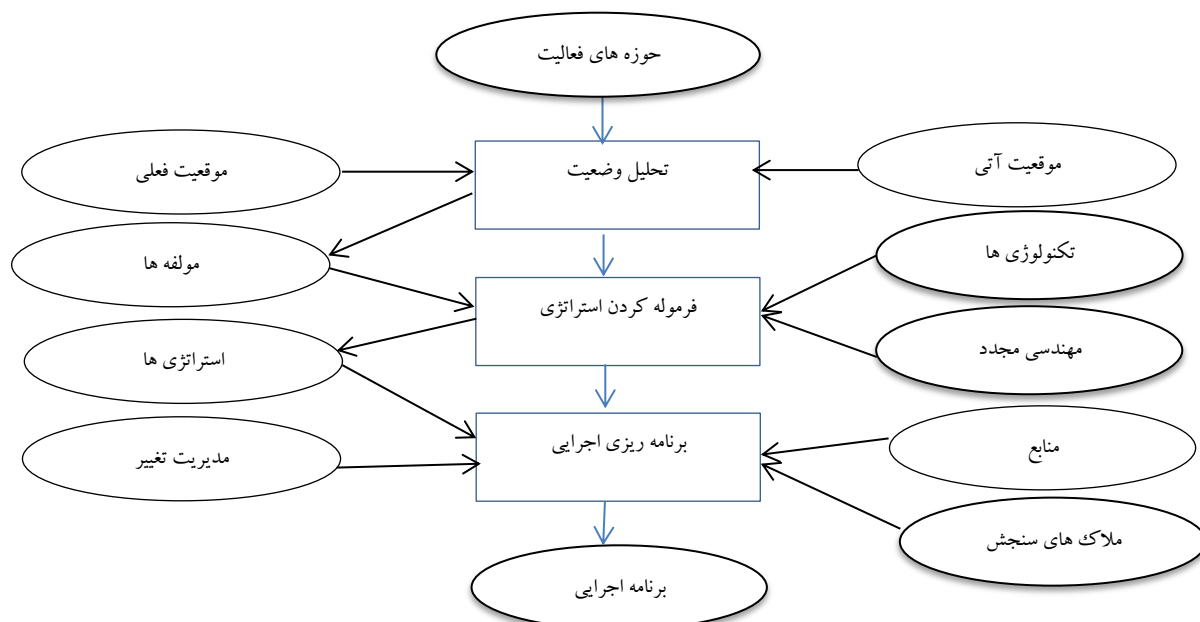 حوزه های فعالیت
موقعیت آتی
تحلیل وضعیت
موقعیت فعلی
تکنولوژی ها
مولفه ها
فرموله کردن استراتژی
مهندسی مجدد
استراتژی ها
برنامه ریزی اجرایی
منابع
مدیریت تغییر
ملاک های سنجش
برنامه اجرایی